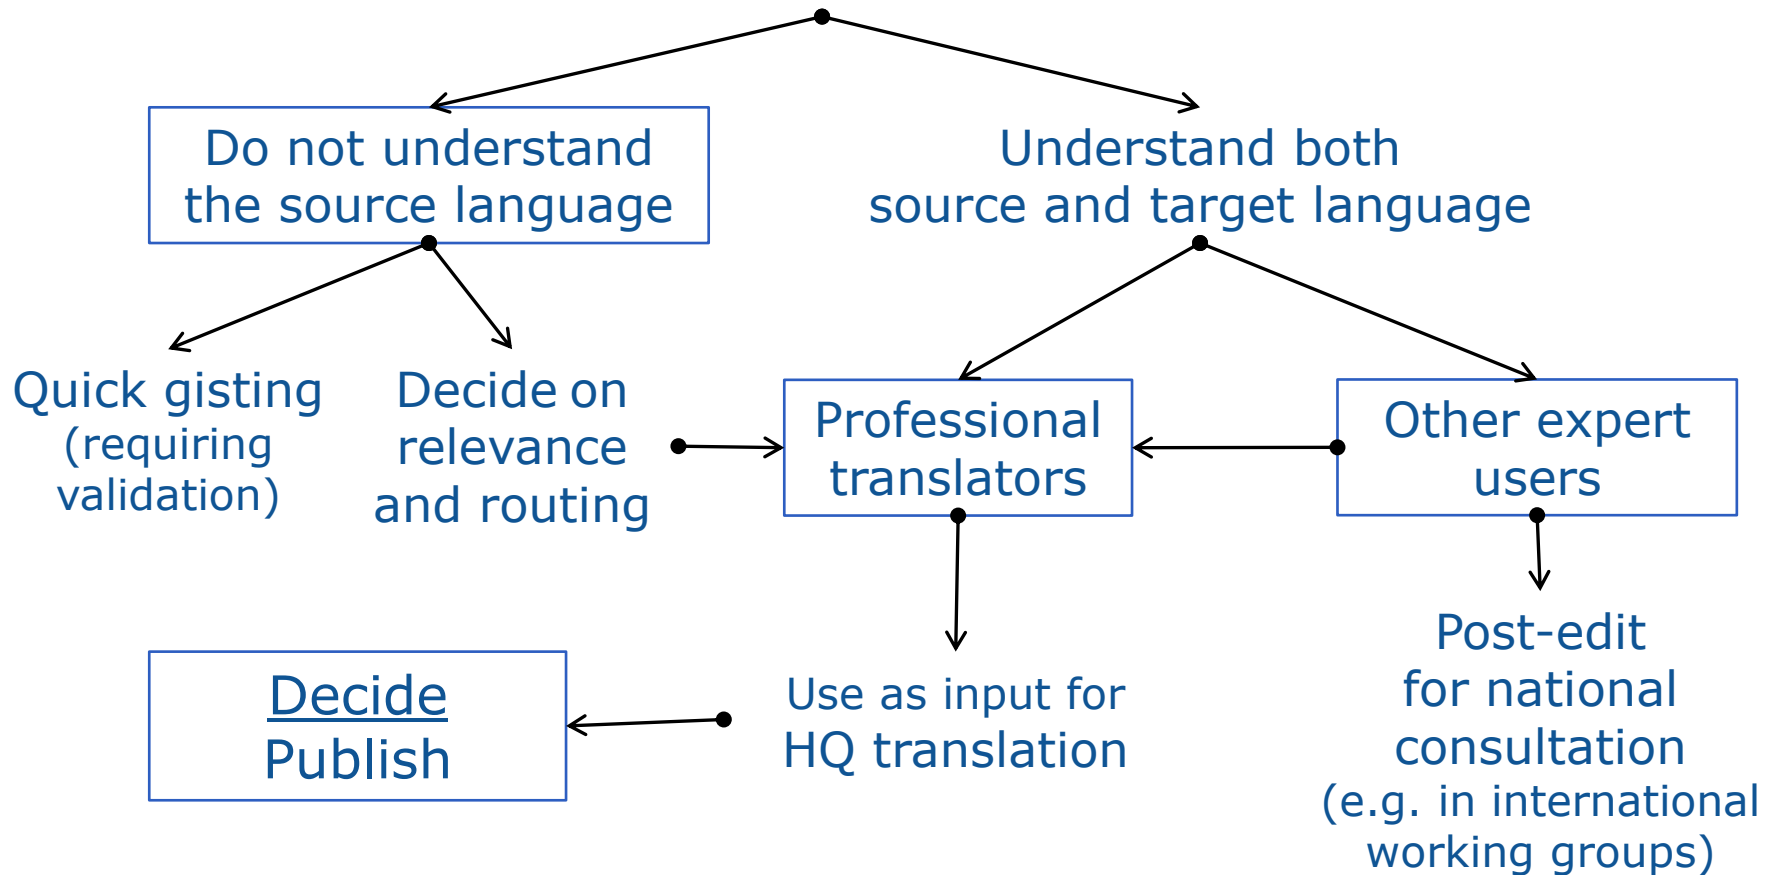 Do not understand
the source language
Understand both
source and target language
Quick gisting
(requiring
validation)
Decide on
relevance
and routing
Professional
translators
Other expert
users
Decide
Publish
Use as input for
HQ translation
Post-edit
for national
consultation
(e.g. in international
working groups)